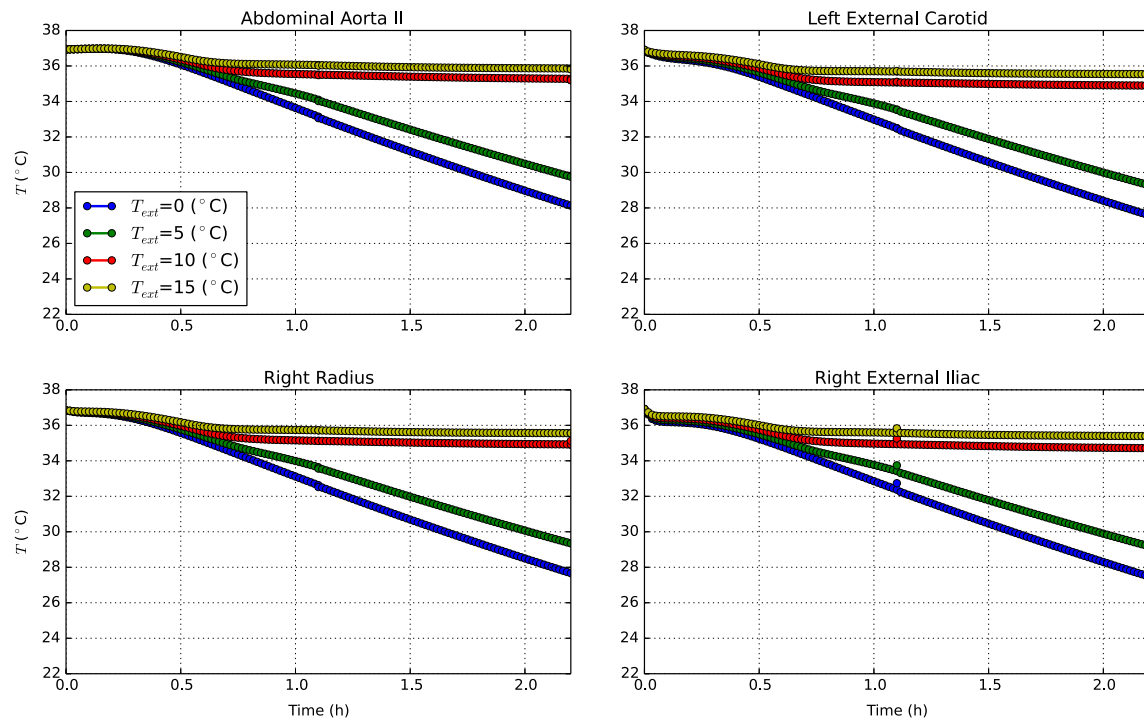 Abdominal Aorta II
38
36
34
32
30
28
26
24
22
T (°C)
T_ext=0 (°C)
T_ext=5 (°C)
T_ext=10 (°C)
T_ext=15 (°C)
0.0 0.5 1.0 1.5 2.0
Left External Carotid
38
36
34
32
30
28
26
24
22
0.0 0.5 1.0 1.5 2.0
Right Radius
38
36
34
32
30
28
26
24
22
T (°C)
0.0 0.5 1.0 1.5 2.0
Time (h)
Right External Iliac
38
36
34
32
30
28
26
24
22
0.0 0.5 1.0 1.5 2.0
Time (h)